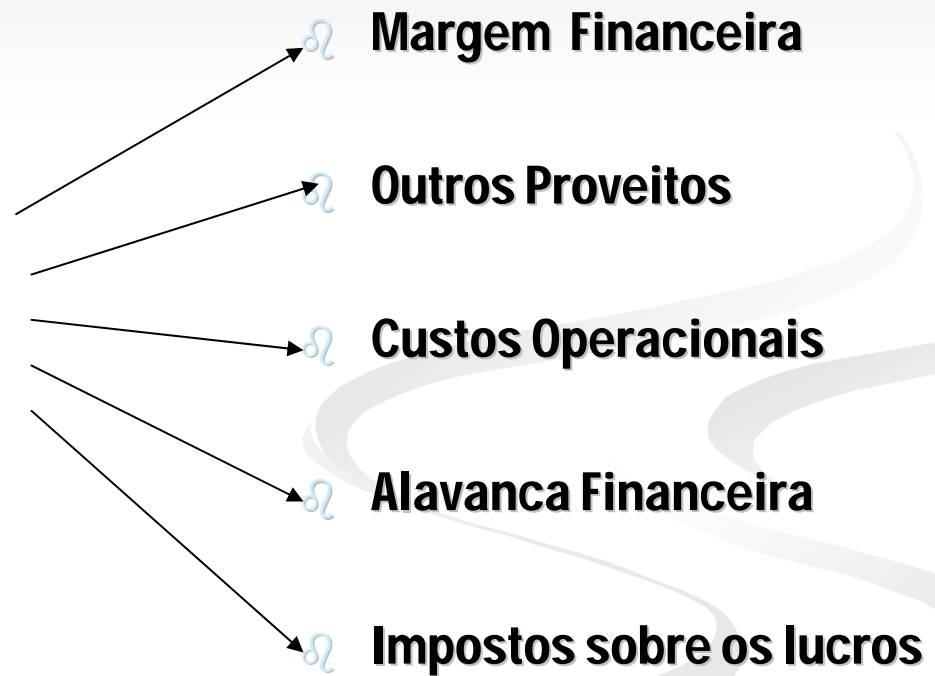 ♌ Margem Financeira
♌ Outros Proveitos
♌ Custos Operacionais
♌ Alavanca Financeira
♌ Impostos sobre os lucros